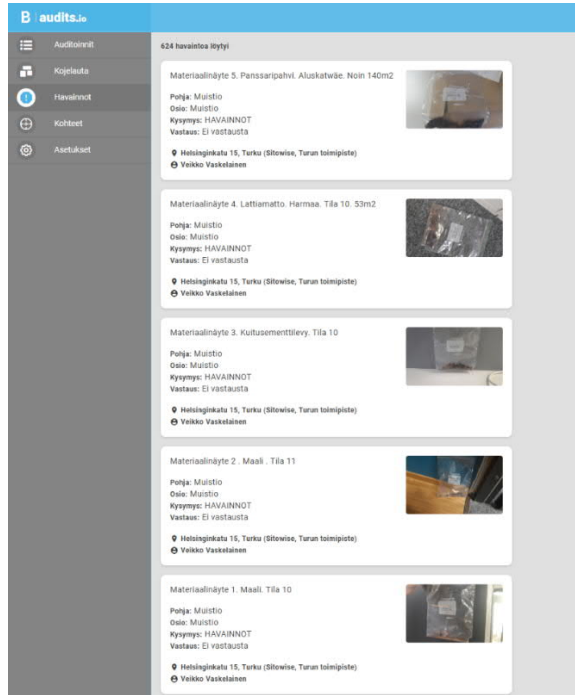 B audits.io
Auditoinnit
Kojelauta
Havainnot
Kohteet
Asetukset
624 havaintoa löytyi
Materiaalinäyte 5. Panssaripahvi. Aluskatwäe. Noin 140m2
Pohja: Muistio
Osio: Muistio
Kysymys: HAVAINNOT
Vastaus: Ei vastausta
Helsinginkatu 15, Turku (Sitowise, Turun toimipiste)
Veikko Vaskelainen
Materiaalinäyte 4. Lattiamatto. Harmaa. Tila 10. 53m2
Pohja: Muistio
Osio: Muistio
Kysymys: HAVAINNOT
Vastaus: Ei vastausta
Helsinginkatu 15, Turku (Sitowise, Turun toimipiste)
Veikko Vaskelainen
Materiaalinäyte 3. Kuitusementtilevy. Tila 10
Pohja: Muistio
Osio: Muistio
Kysymys: HAVAINNOT
Vastaus: Ei vastausta
Helsinginkatu 15, Turku (Sitowise, Turun toimipiste)
Veikko Vaskelainen
Materiaalinäyte 2 . Maali . Tila 11
Pohja: Muistio
Osio: Muistio
Kysymys: HAVAINNOT
Vastaus: Ei vastausta
Helsinginkatu 15, Turku (Sitowise, Turun toimipiste)
Veikko Vaskelainen
Materiaalinäyte 1. Maali. Tila 10
Pohja: Muistio
Osio: Muistio
Kysymys: HAVAINNOT
Vastaus: Ei vastausta
Helsinginkatu 15, Turku (Sitowise, Turun toimipiste)
Veikko Vaskelainen